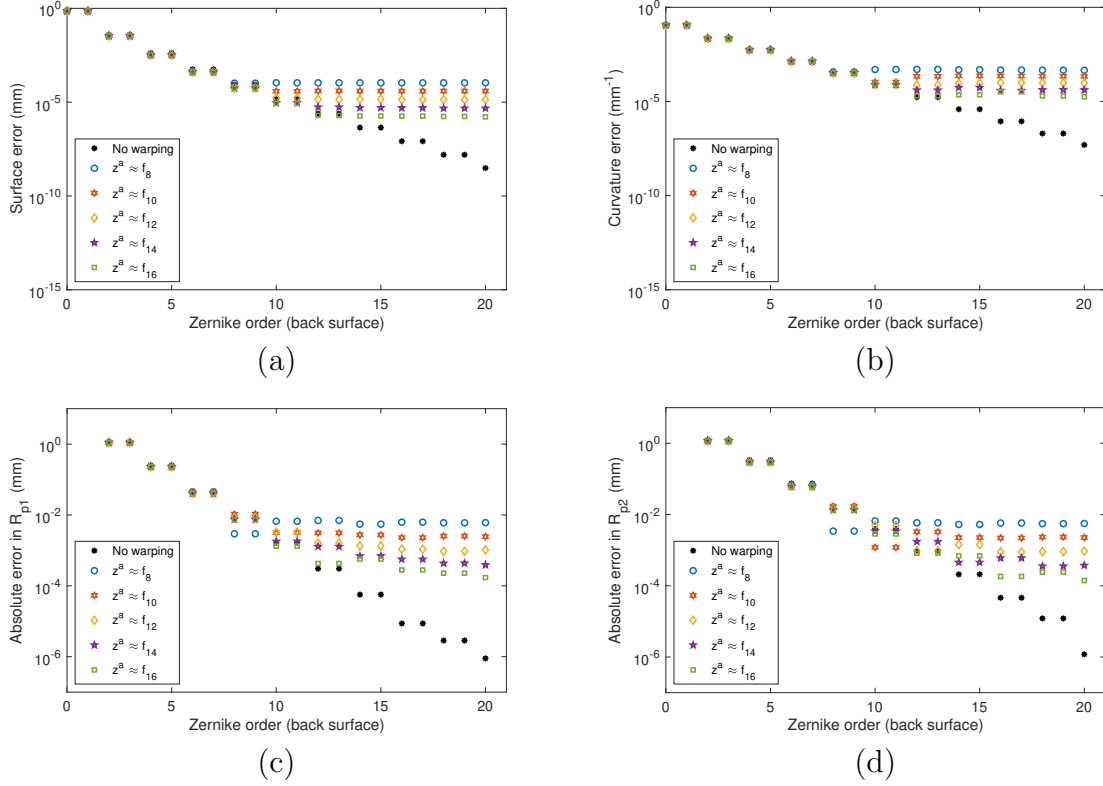 10^0
10^-5
10^-10
10^-15
Surface error (mm)
No warping
z^a ≈ f_8
z^a ≈ f_10
z^a ≈ f_12
z^a ≈ f_14
z^a ≈ f_16
0 5 10 15 20
Zernike order (back surface)
(a)
10^0
10^-5
10^-10
10^-15
Curvature error (mm^-1)
No warping
z^a ≈ f_8
z^a ≈ f_10
z^a ≈ f_12
z^a ≈ f_14
z^a ≈ f_16
0 5 10 15 20
Zernike order (back surface)
(b)
10^0
10^-2
10^-4
10^-6
Absolute error in R_p1 (mm)
No warping
z^a ≈ f_8
z^a ≈ f_10
z^a ≈ f_12
z^a ≈ f_14
z^a ≈ f_16
0 5 10 15 20
Zernike order (back surface)
(c)
10^0
10^-2
10^-4
10^-6
Absolute error in R_p2 (mm)
No warping
z^a ≈ f_8
z^a ≈ f_10
z^a ≈ f_12
z^a ≈ f_14
z^a ≈ f_16
0 5 10 15 20
Zernike order (back surface)
(d)